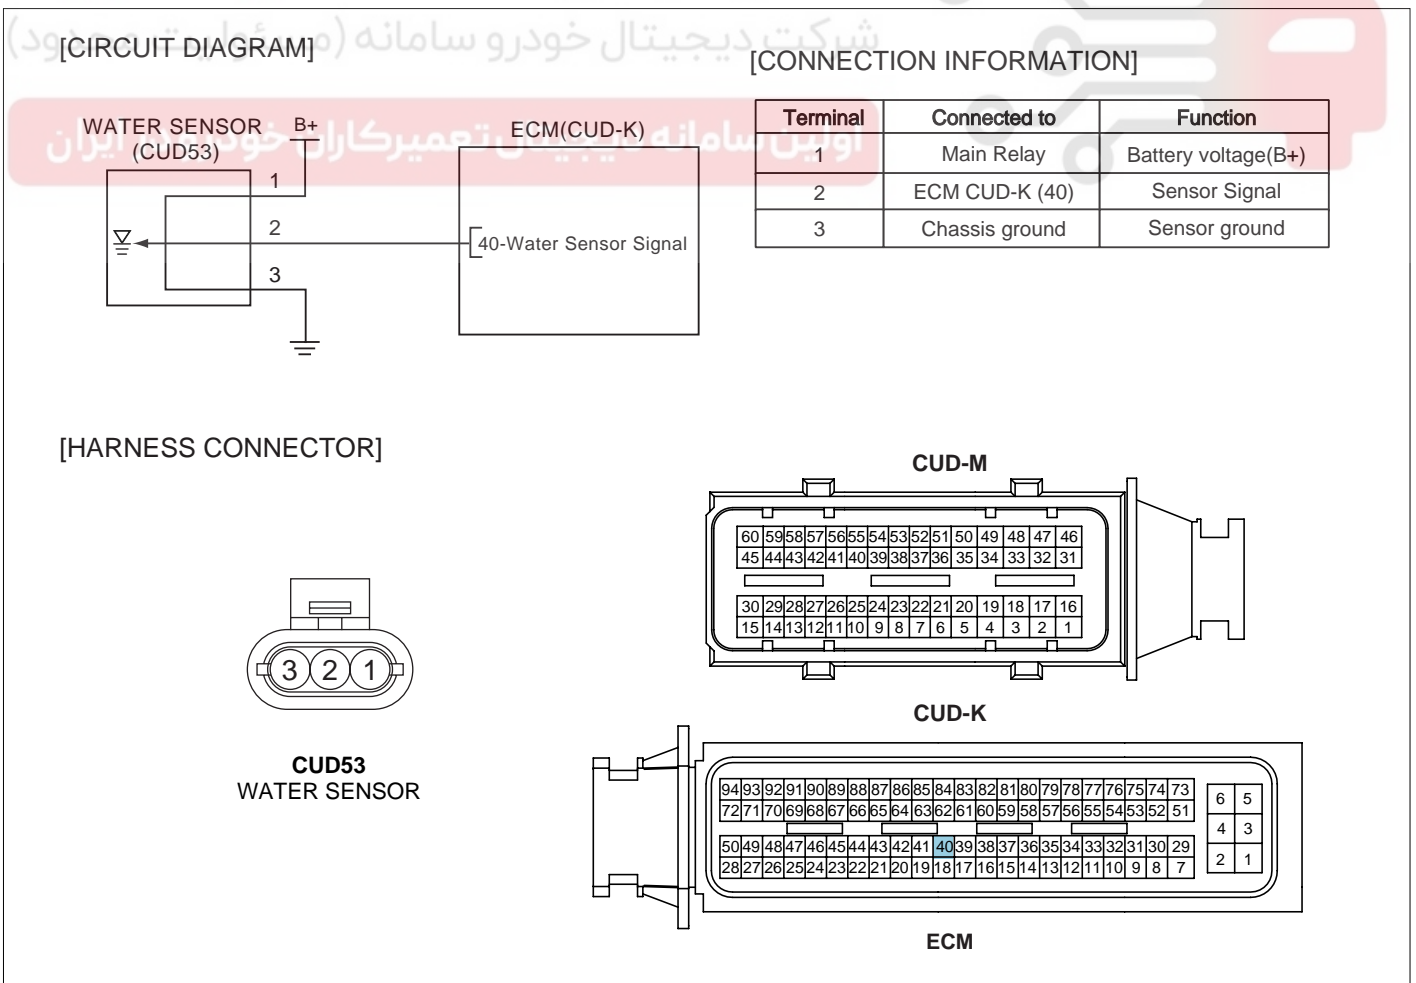 شرکت دیجیتال خودرو سامانه (مسئولیت محدود)
اولین سامانه دیجیتال تعمیرکاران خودرو در ایران
[CIRCUIT DIAGRAM]
WATER SENSOR
(CUD53)
B+
1
2
3
ECM(CUD-K)
40-Water Sensor Signal
[CONNECTION INFORMATION]
Terminal Connected to Function
1 Main Relay Battery voltage(B+)
2 ECM CUD-K (40) Sensor Signal
3 Chassis ground Sensor ground
[HARNESS CONNECTOR]
3 2 1
CUD53
WATER SENSOR
CUD-M
60 59 58 57 56 55 54 53 52 51 50 49 48 47 46
45 44 43 42 41 40 39 38 37 36 35 34 33 32 31
30 29 28 27 26 25 24 23 22 21 20 19 18 17 16
15 14 13 12 11 10 9 8 7 6 5 4 3 2 1
CUD-K
94 93 92 91 90 89 88 87 86 85 84 83 82 81 80 79 78 77 76 75 74 73
72 71 70 69 68 67 66 65 64 63 62 61 60 59 58 57 56 55 54 53 52 51
50 49 48 47 46 45 44 43 42 41 40 39 38 37 36 35 34 33 32 31 30 29
28 27 26 25 24 23 22 21 20 19 18 17 16 15 14 13 12 11 10 9 8 7
6 5
4 3
2 1
ECM